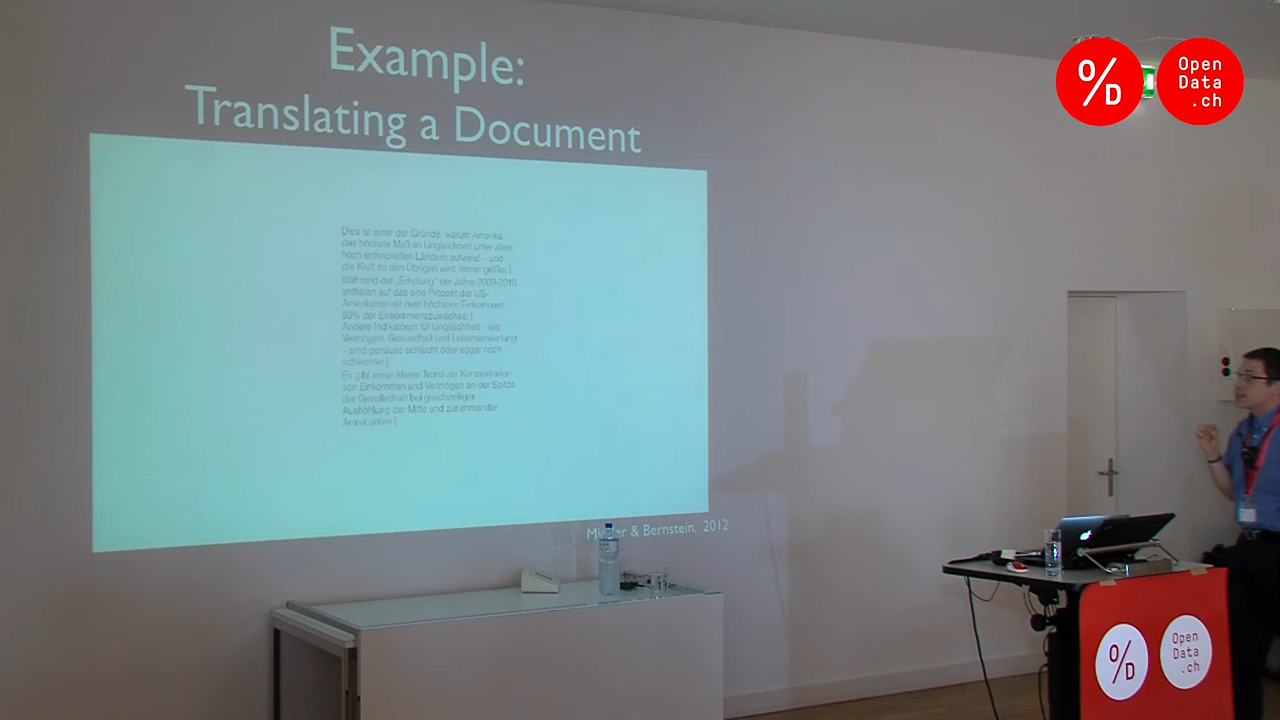 Example:
Translating a Document
Dies ist einer der Gründe, warum Amerika
das höchste Maß an Ungleichheit unter allen
hoch entwickelten Ländern aufweist – und
die Kluft zu den Übrigen wird immer größer.]
Während der „Erholung“ der Jahre 2009-2010
entfielen auf das eine Prozent der US-
Amerikaner mit dem höchsten Einkommen
93% der Einkommenszuwächse. ]
Andere Indikatoren für Ungleichheit – wie
Vermögen, Gesundheit und Lebenserwartung
– sind genauso schlecht oder sogar noch
schlechter.]
Es gibt einen klaren Trend zur Konzentration
von Einkommen und Vermögen an der Spitze
der Gesellschaft bei gleichzeitiger
Aushöhlung der Mitte und zunehmender
Armut unten.]
& Bernstein, 2012
%D
Open
Data
.ch
%D
Open
Data
.ch